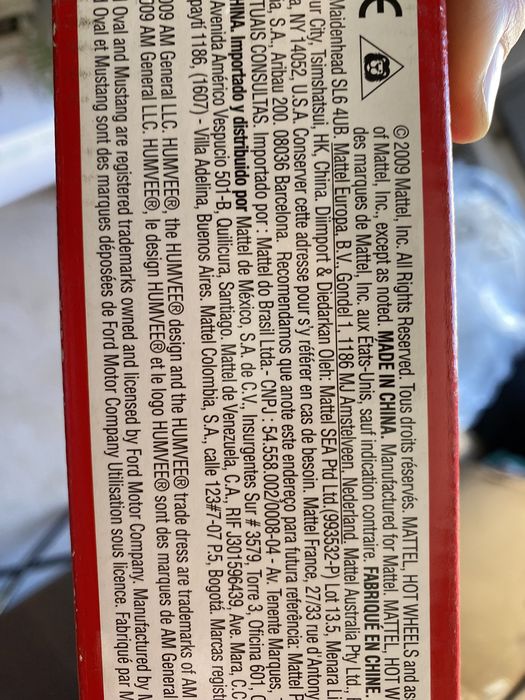 CE
© 2009 Mattel, Inc. All Rights Reserved. Tous droits réservés. MATTEL, HOT WHEELS and as
of Mattel, Inc., except as noted. MADE IN CHINA. Manufactured for Mattel. MATTEL, HOT W
des marques de Mattel, Inc. aux États-Unis, sauf indication contraire. FABRIQUÉ EN CHIN
Maidenhead SL6 4UB. Mattel Europa, B.V. Gondel 1, 1186 MJ Amstelveen, Nederland. Mattel Australia Pty. Ltd.
ur City, Tsimshatsui, HK, China. Diimport & Diedarkan Oleh: Mattel SEA Ptd Ltd.(993532-P) Lot 13.5, Menara Li
a, NY 14052, U.S.A. Conserver cette adresse pour s'y référer en cas de besoin. Mattel France, 27/33 rue d'Anton
ia, S.A., Aribau 200. 08036 Barcelona. Recomendamos que anote este endereço para futura referência: Mattel P
TUAIS CONSULTAS. Importado por : Mattel do Brasil Ltda.- CNPJ : 54.558.002/0008-04 - Av. Tenente Marques,
HINA. Importado y distribuido por Mattel de México, S.A. de C.V., Insurgentes Sur # 3579, Torre 3, Oficina 601, C
Avenida Américo Vespucio 501-B, Quilicura, Santiago. Mattel de Venezuela, C.A., RIF J301596439, Ave. Mara, C.C
payti 1186, (1607) - Villa Adelina, Buenos Aires. Mattel Colombia, S.A., calle 123#7-07 P.5, Bogotá. Marcas regist
009 AM General LLC. HUMVEE®, the HUMVEE® design and the HUMVEE® trade dress are trademarks of AM
009 AM General LLC. HUMVEE®, le design HUMVEE® et le logo HUMVEE® sont des marques de AM General
l Oval and Mustang are registered trademarks owned and licensed by Ford Motor Company. Manufactured by M
d Oval et Mustang sont des marques déposées de Ford Motor Company Utilisation sous licence. Fabriqué par M